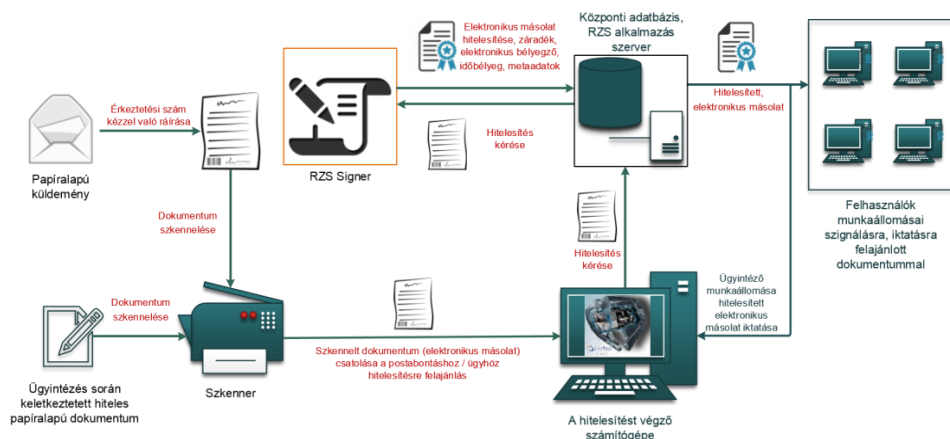 Elektronikus másolat
hitelesítése, záradék,
elektronikus bélyegző,
időbélyeg, metaadatok
Központi adatbázis,
RZS alkalmazás
szerver
Érkeztetési szám
kézzel való ráírása
Hitelesített,
elektronikus másolat
Hitelesítés
kérése
Papíralapú
küldemény
RZS Signer
Felhasználók
munkaállomásai
szignálásra, iktatásra
felajánlott
dokumentummal
Dokumentum
szkennelése
Hitelesítés
kérése
Ügyintéző
munkaállomása
hitelesített
elektronikus
másolat iktatása
Dokumentum
szkennelése
Szkennelt dokumentum (elektronikus másolat)
csatolása a postabontáshoz / ügyhöz
hitelesítésre felajánlás
Ügyintézés során
keletkeztetett hiteles
papíralapú dokumentum
Szkenner
A hitelesítést végző
számítógépe